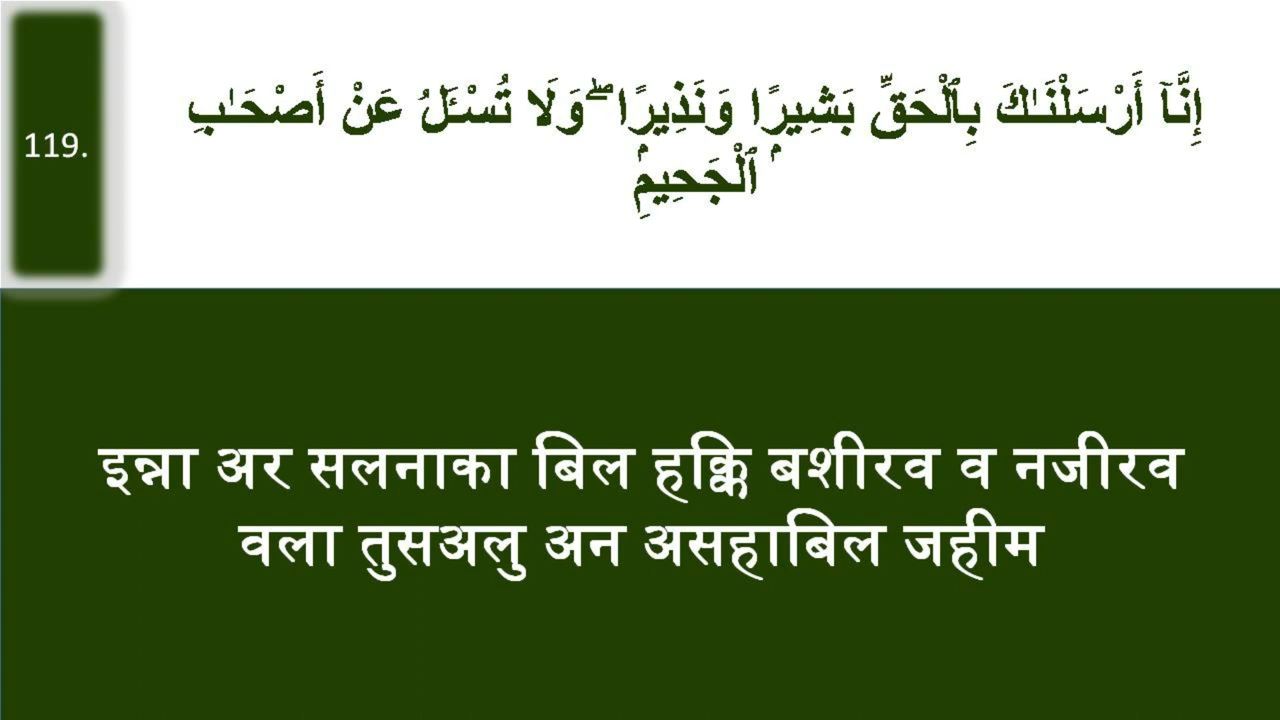 119.
إِنَّآ أَرْسَلْنَـٰكَ بِٱلْحَقِّ بَشِيرًا وَنَذِيرًا ۖ وَلَا تُسْـَٔلُ عَنْ أَصْحَـٰبِ
ٱلْجَحِيمِ
इन्ना अर सलनाका बिल हक्कि बशीरव व नजीरव
वला तुसअलु अन असहाबिल जहीम